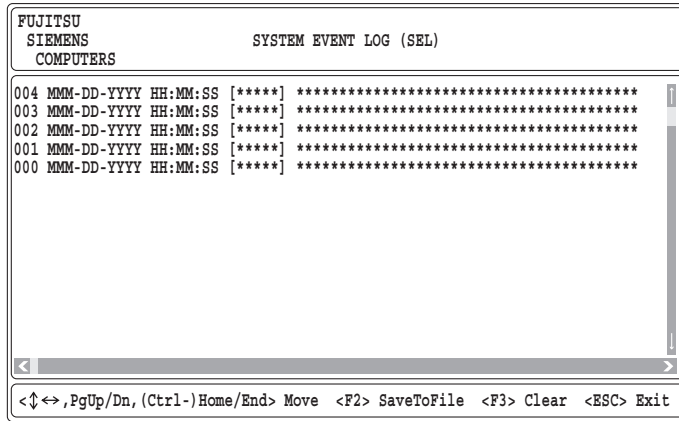 FUJITSU
SIEMENS SYSTEM EVENT LOG (SEL)
COMPUTERS
004 MMM-DD-YYYY HH:MM:SS [*****] ****************************************
003 MMM-DD-YYYY HH:MM:SS [*****] ****************************************
002 MMM-DD-YYYY HH:MM:SS [*****] ****************************************
001 MMM-DD-YYYY HH:MM:SS [*****] ****************************************
000 MMM-DD-YYYY HH:MM:SS [*****] ****************************************
<↕↔,PgUp/Dn,(Ctrl-)Home/End> Move <F2> SaveToFile <F3> Clear <ESC> Exit